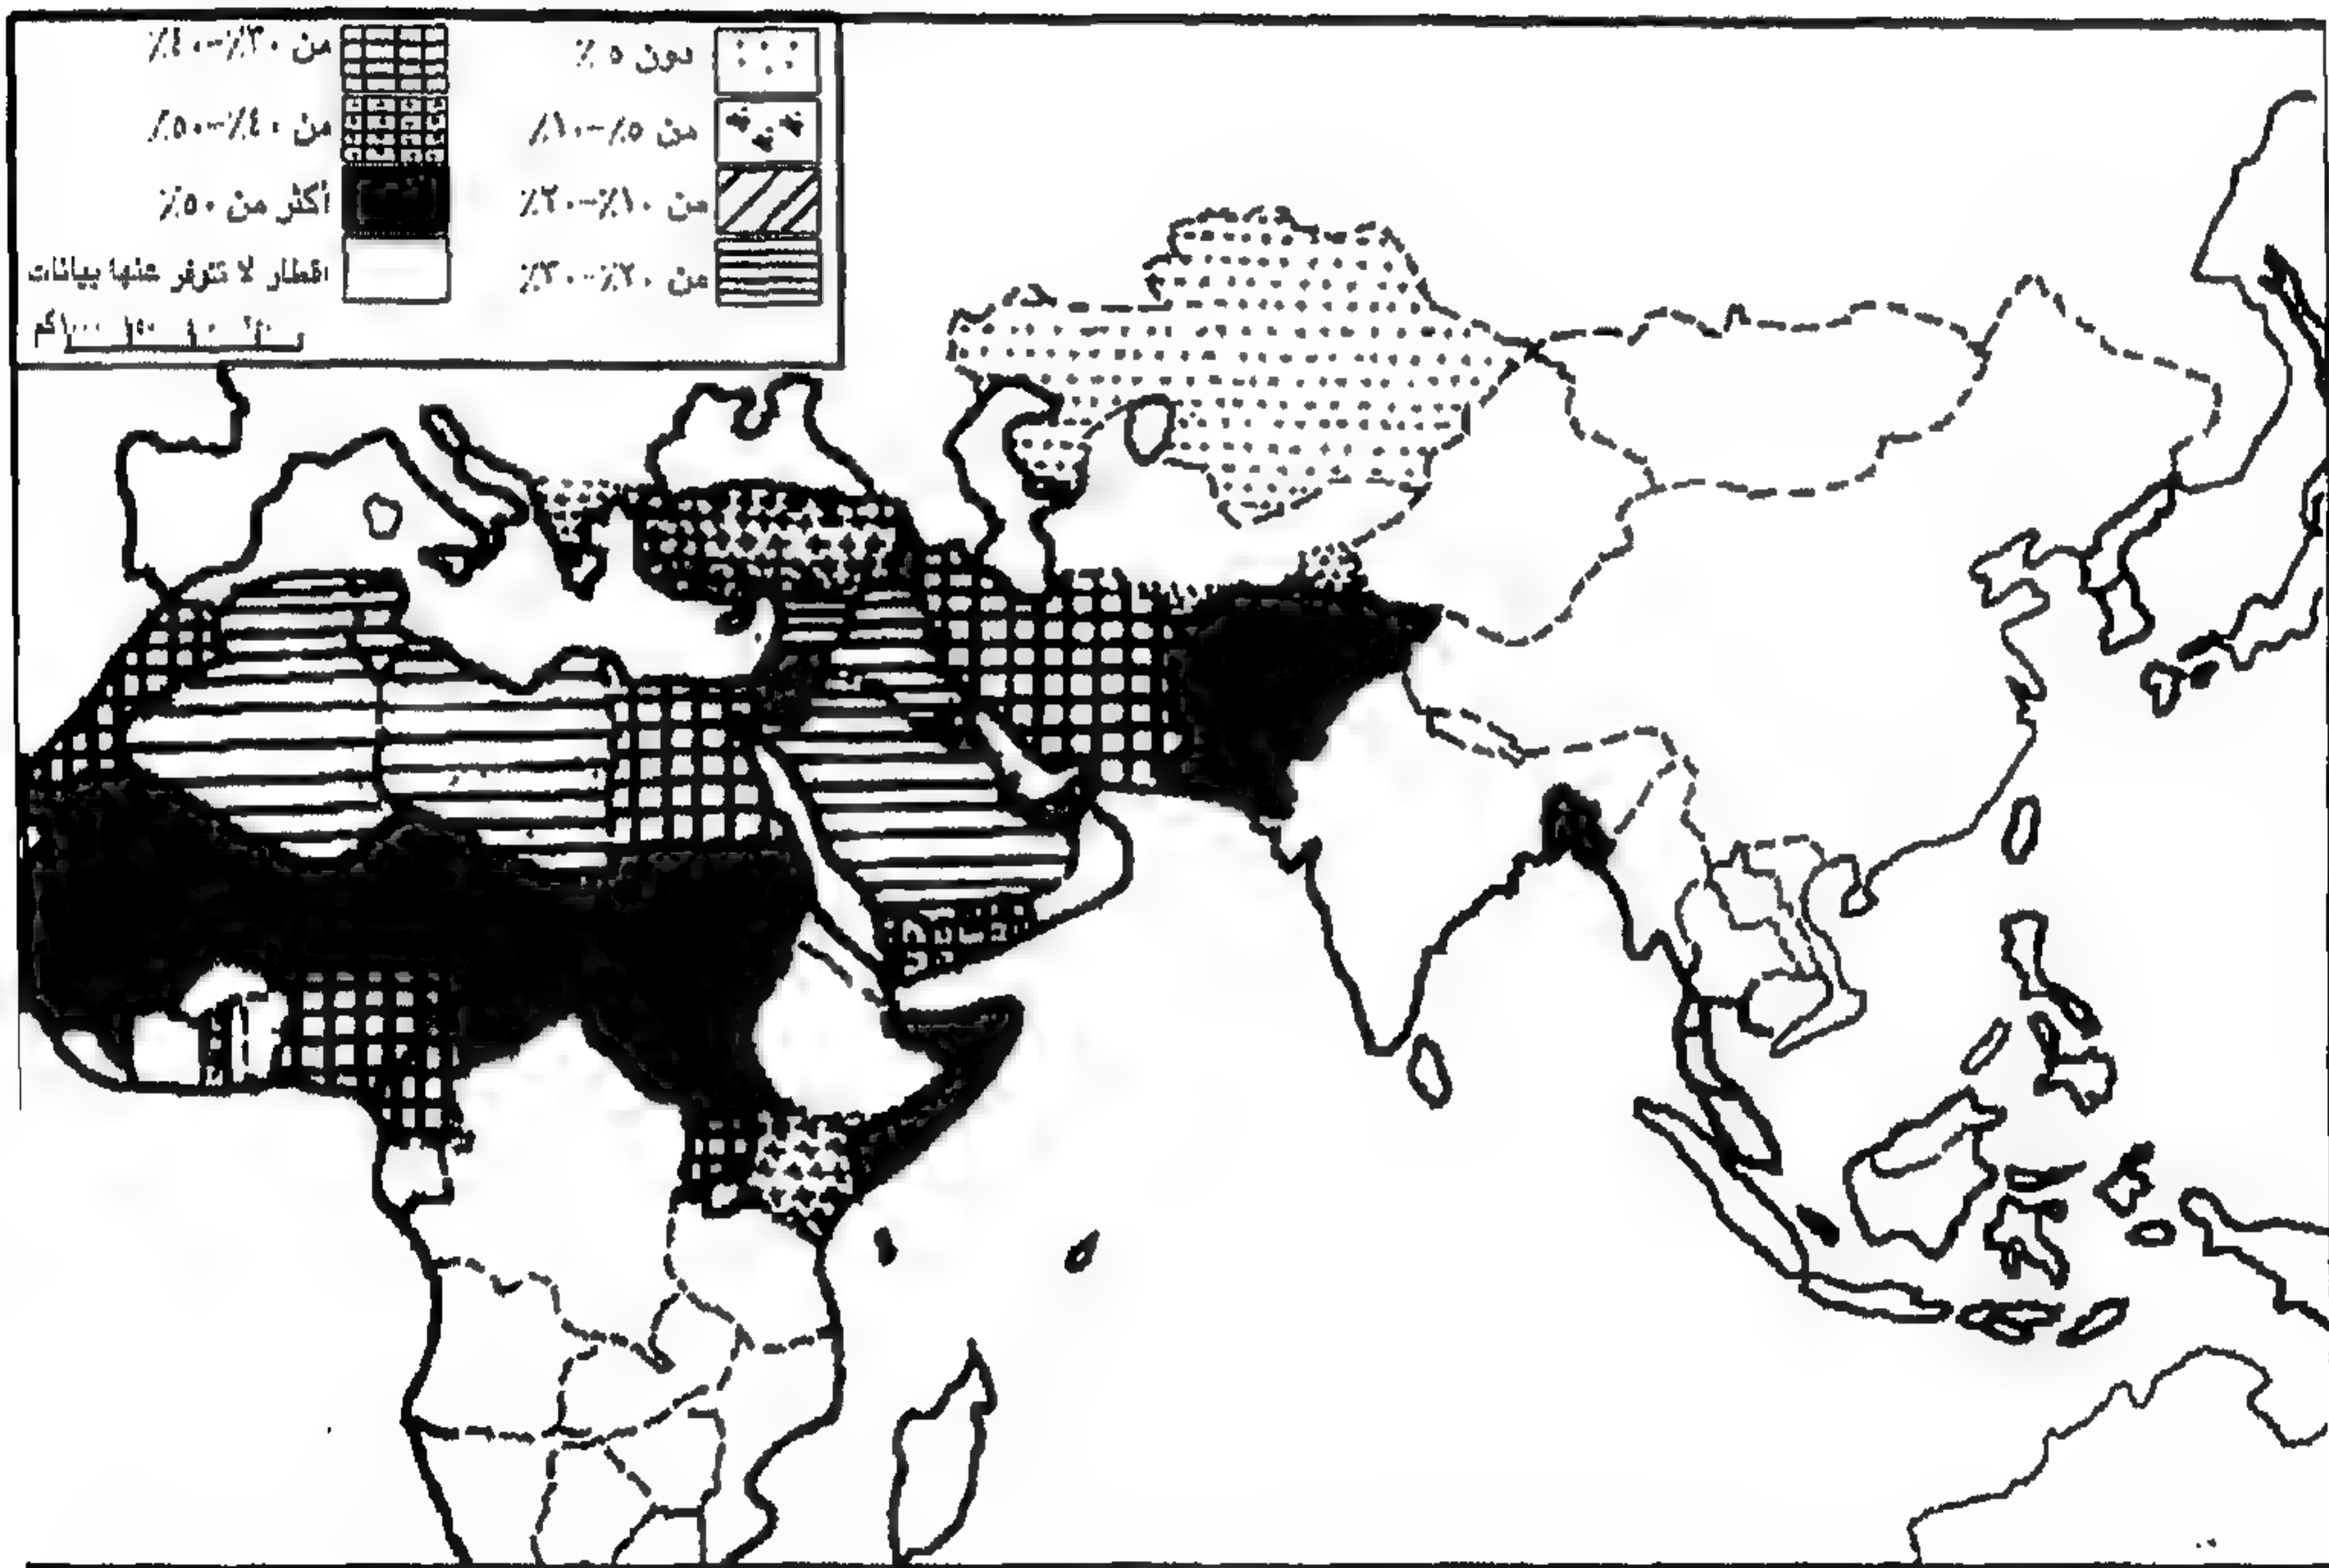 دون ٥٪
من ٥٪-١٠٪
من ١٠٪-٢٠٪
من ٢٠٪-٣٠٪
من ٣٠٪-٤٠٪
من ٤٠٪-٥٠٪
أكثر من ٥٠٪
اقطار لا تتوفر عنها بيانات
كم